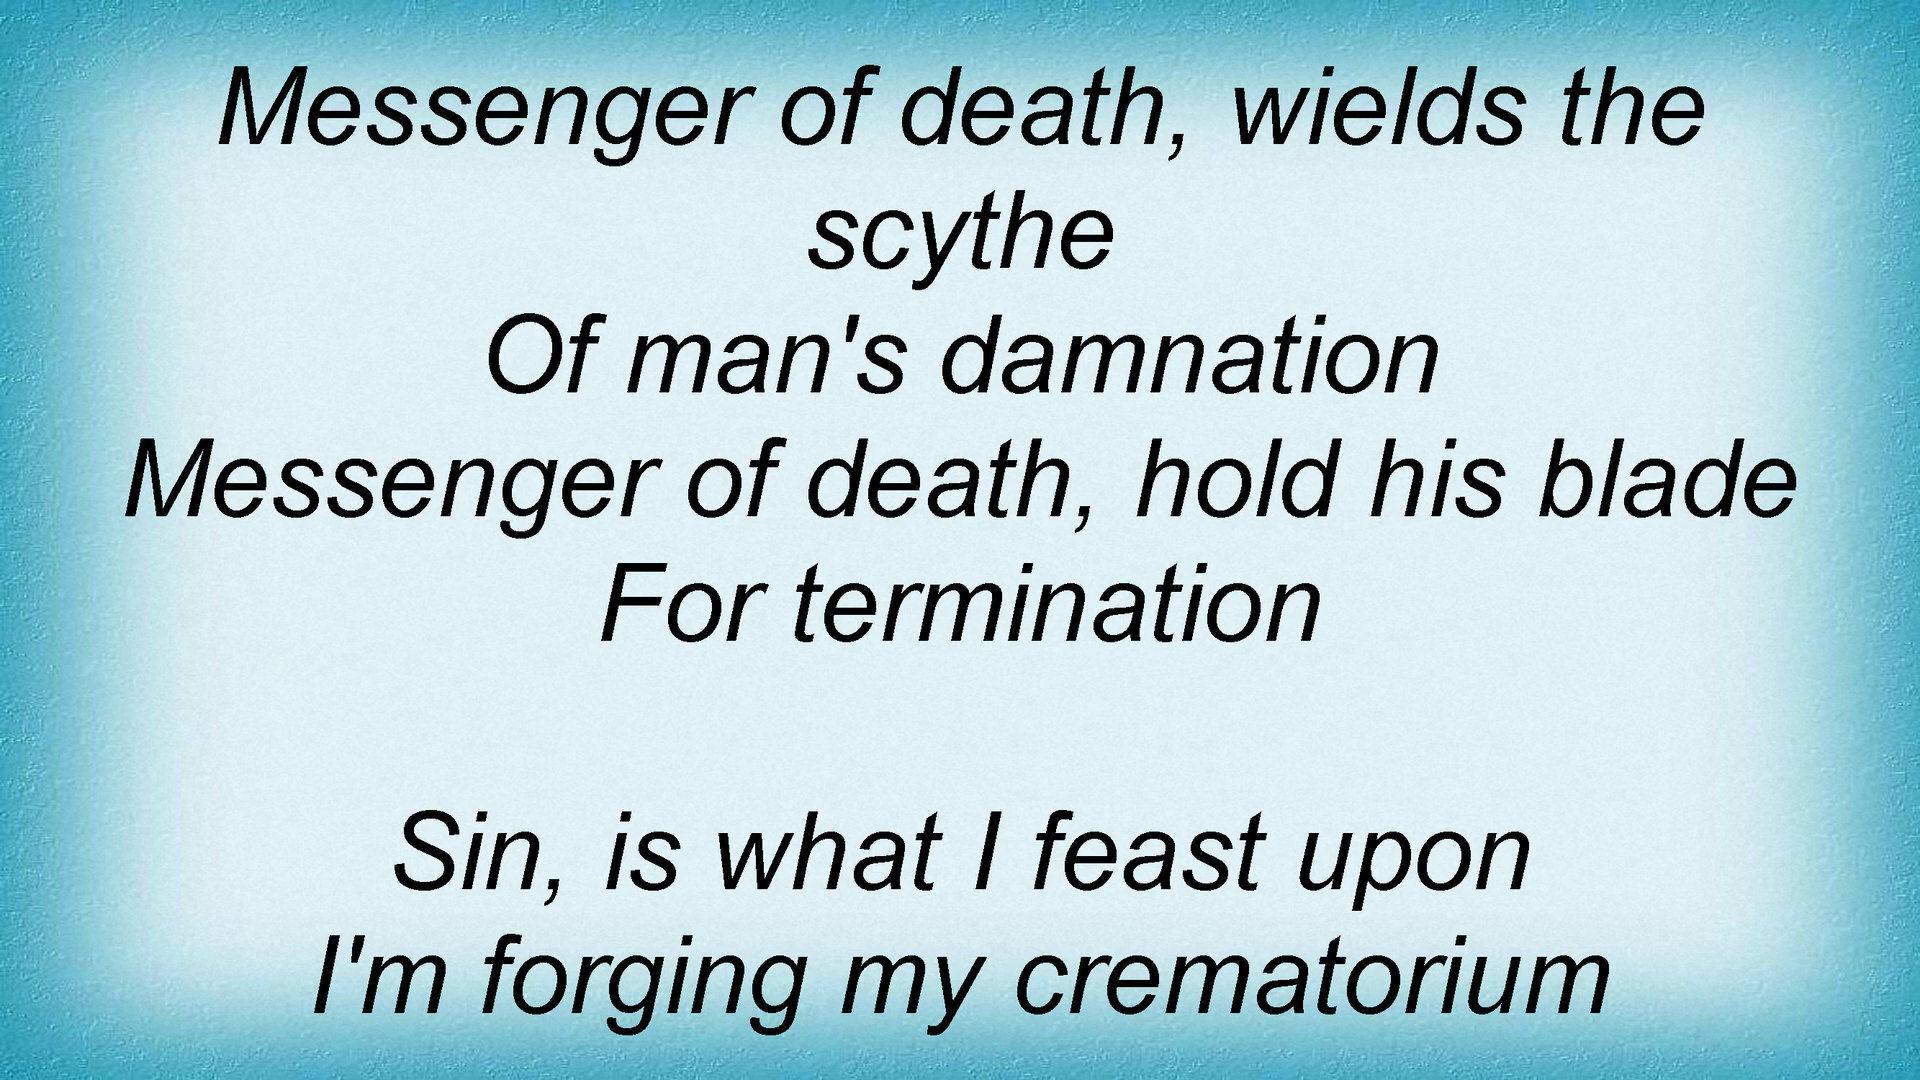 Messenger of death, wields the
scythe
Of man's damnation
Messenger of death, hold his blade
For termination

Sin, is what I feast upon
I'm forging my crematorium